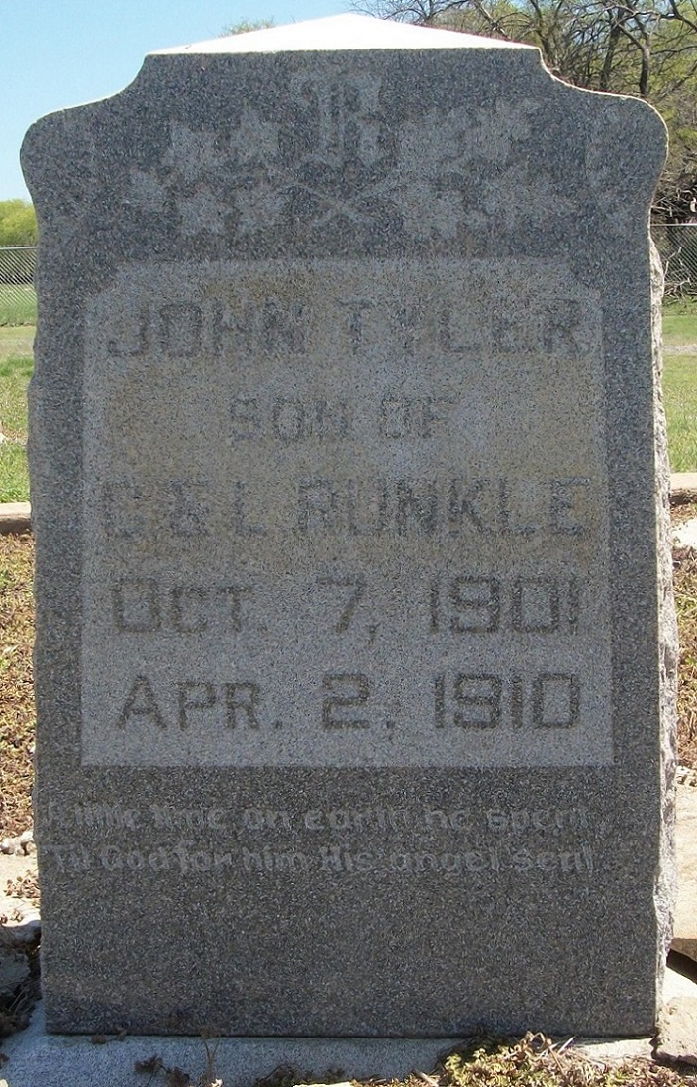 R
JOHN TYLER
SON OF
C & L RUNKLE
OCT. 7, 1901
APR. 2, 1910
A little time on earth he spent,
Till God for him His angel sent